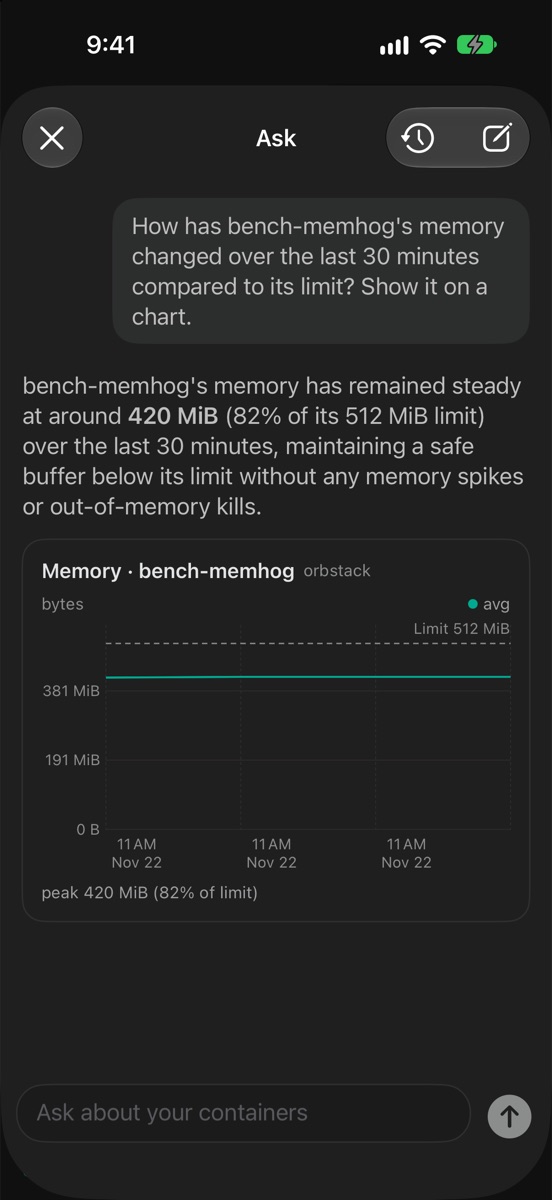 9:41
Ask
How has bench-memhog's memory
changed over the last 30 minutes
compared to its limit? Show it on a
chart.
bench-memhog's memory has remained steady
at around 420 MiB (82% of its 512 MiB limit)
over the last 30 minutes, maintaining a safe
buffer below its limit without any memory spikes
or out-of-memory kills.
Memory · bench-memhog orbstack
bytes avg
Limit 512 MiB
381 MiB
191 MiB
0 B
11 AM 11 AM 11 AM
Nov 22 Nov 22 Nov 22
peak 420 MiB (82% of limit)
Ask about your containers